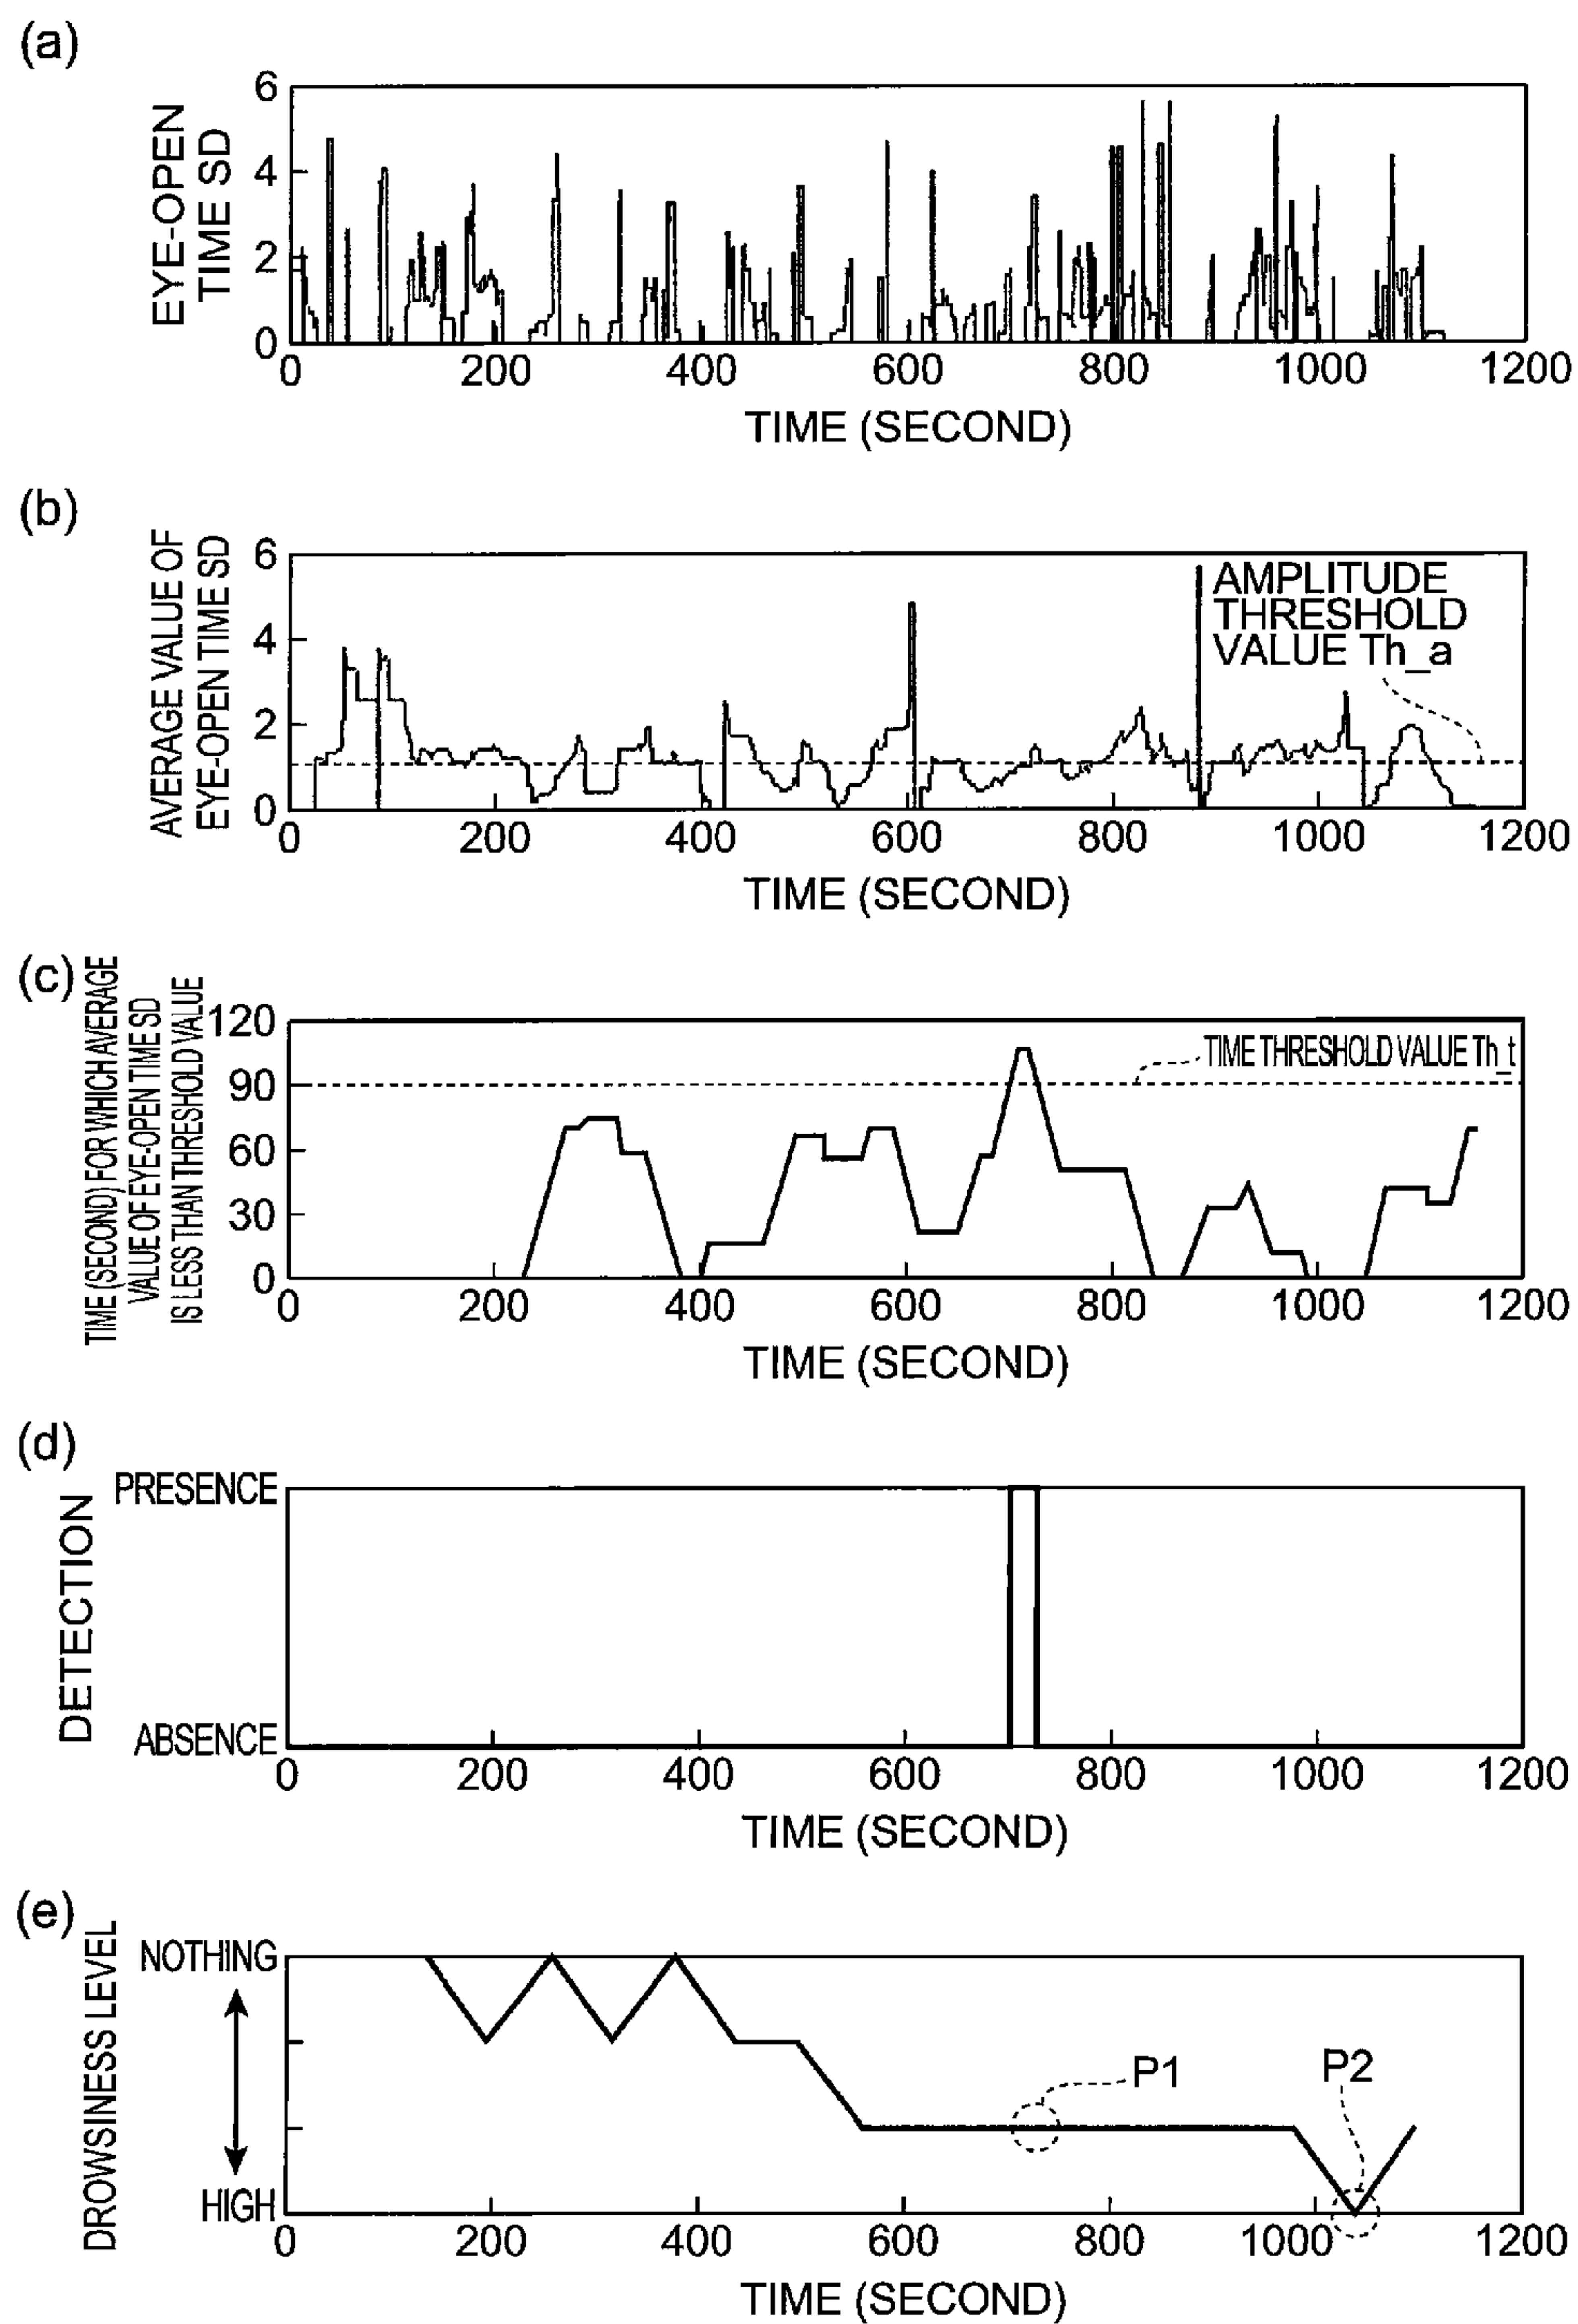 (a)
EYE-OPEN
TIME SD
6
4
2
0
0 200 400 600 800 1000 1200
TIME (SECOND)
(b)
AVERAGE VALUE OF
EYE-OPEN TIME SD
6
4
2
0
AMPLITUDE
THRESHOLD
VALUE Th_a
0 200 400 600 800 1000 1200
TIME (SECOND)
(c)
TIME (SECOND) FOR WHICH AVERAGE
VALUE OF EYE-OPEN TIME SD
IS LESS THAN THRESHOLD VALUE
120
90
60
30
0
TIME THRESHOLD VALUE Th_t
0 200 400 600 800 1000 1200
TIME (SECOND)
(d)
DETECTION
PRESENCE
ABSENCE
0 200 400 600 800 1000 1200
TIME (SECOND)
(e)
DROWSINESS LEVEL
NOTHING
HIGH
P1
P2
0 200 400 600 800 1000 1200
TIME (SECOND)